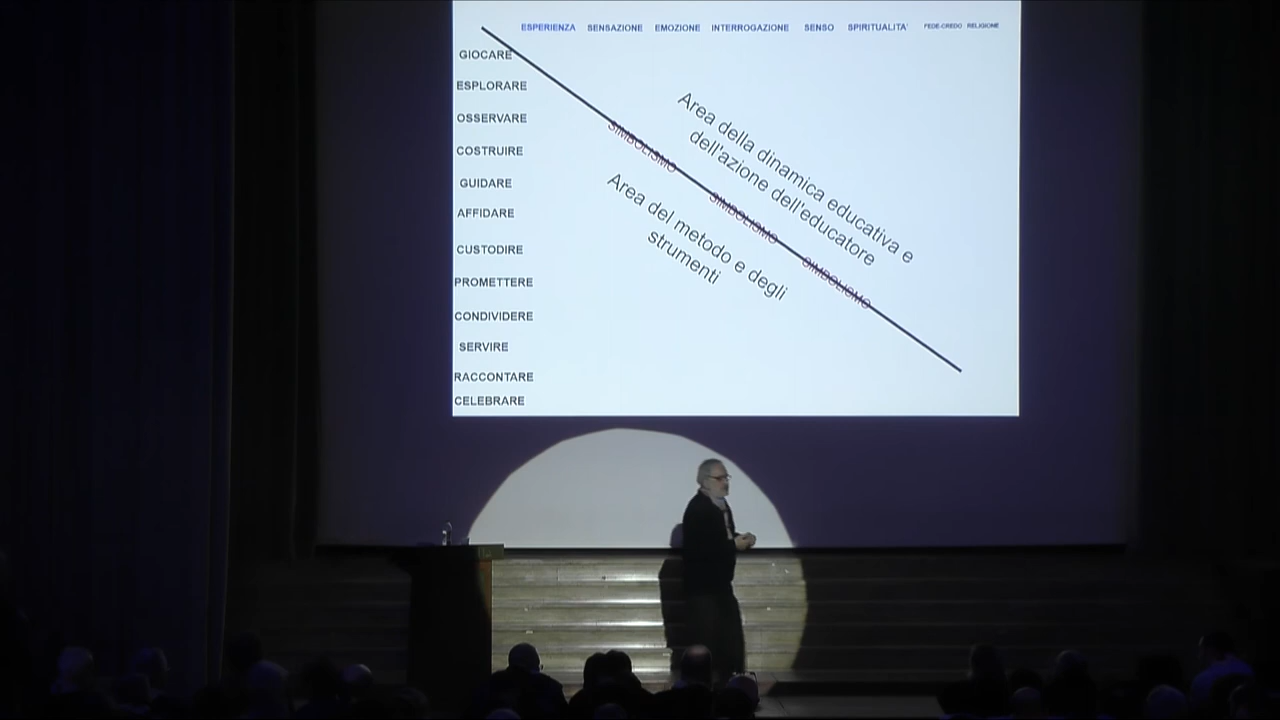 ESPERIENZA SENSAZIONE EMOZIONE INTERROGAZIONE SENSO SPIRITUALITA' FEDE-CREDO RELIGIONE
GIOCARE
ESPLORARE
OSSERVARE
COSTRUIRE
GUIDARE
AFFIDARE
CUSTODIRE
PROMETTERE
CONDIVIDERE
SERVIRE
RACCONTARE
CELEBRARE
Area della dinamica educativa e
dell'azione dell'educatore
SIMBOLISMO
SIMBOLISMO
SIMBOLISMO
Area del metodo e degli
strumenti